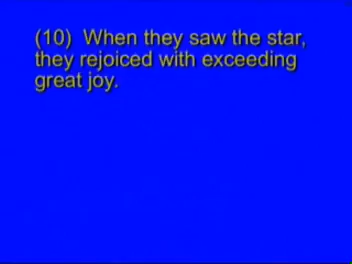 (10)  When they saw the star,
they rejoiced with exceeding
great joy.